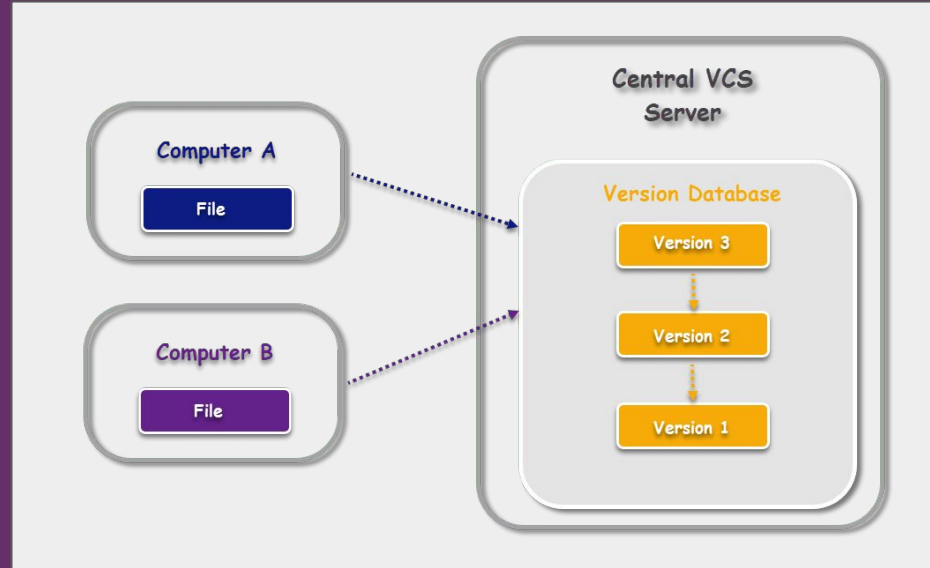 Central VCS
Server
Computer A
File
Version Database
Version 3
Version 2
Version 1
Computer B
File